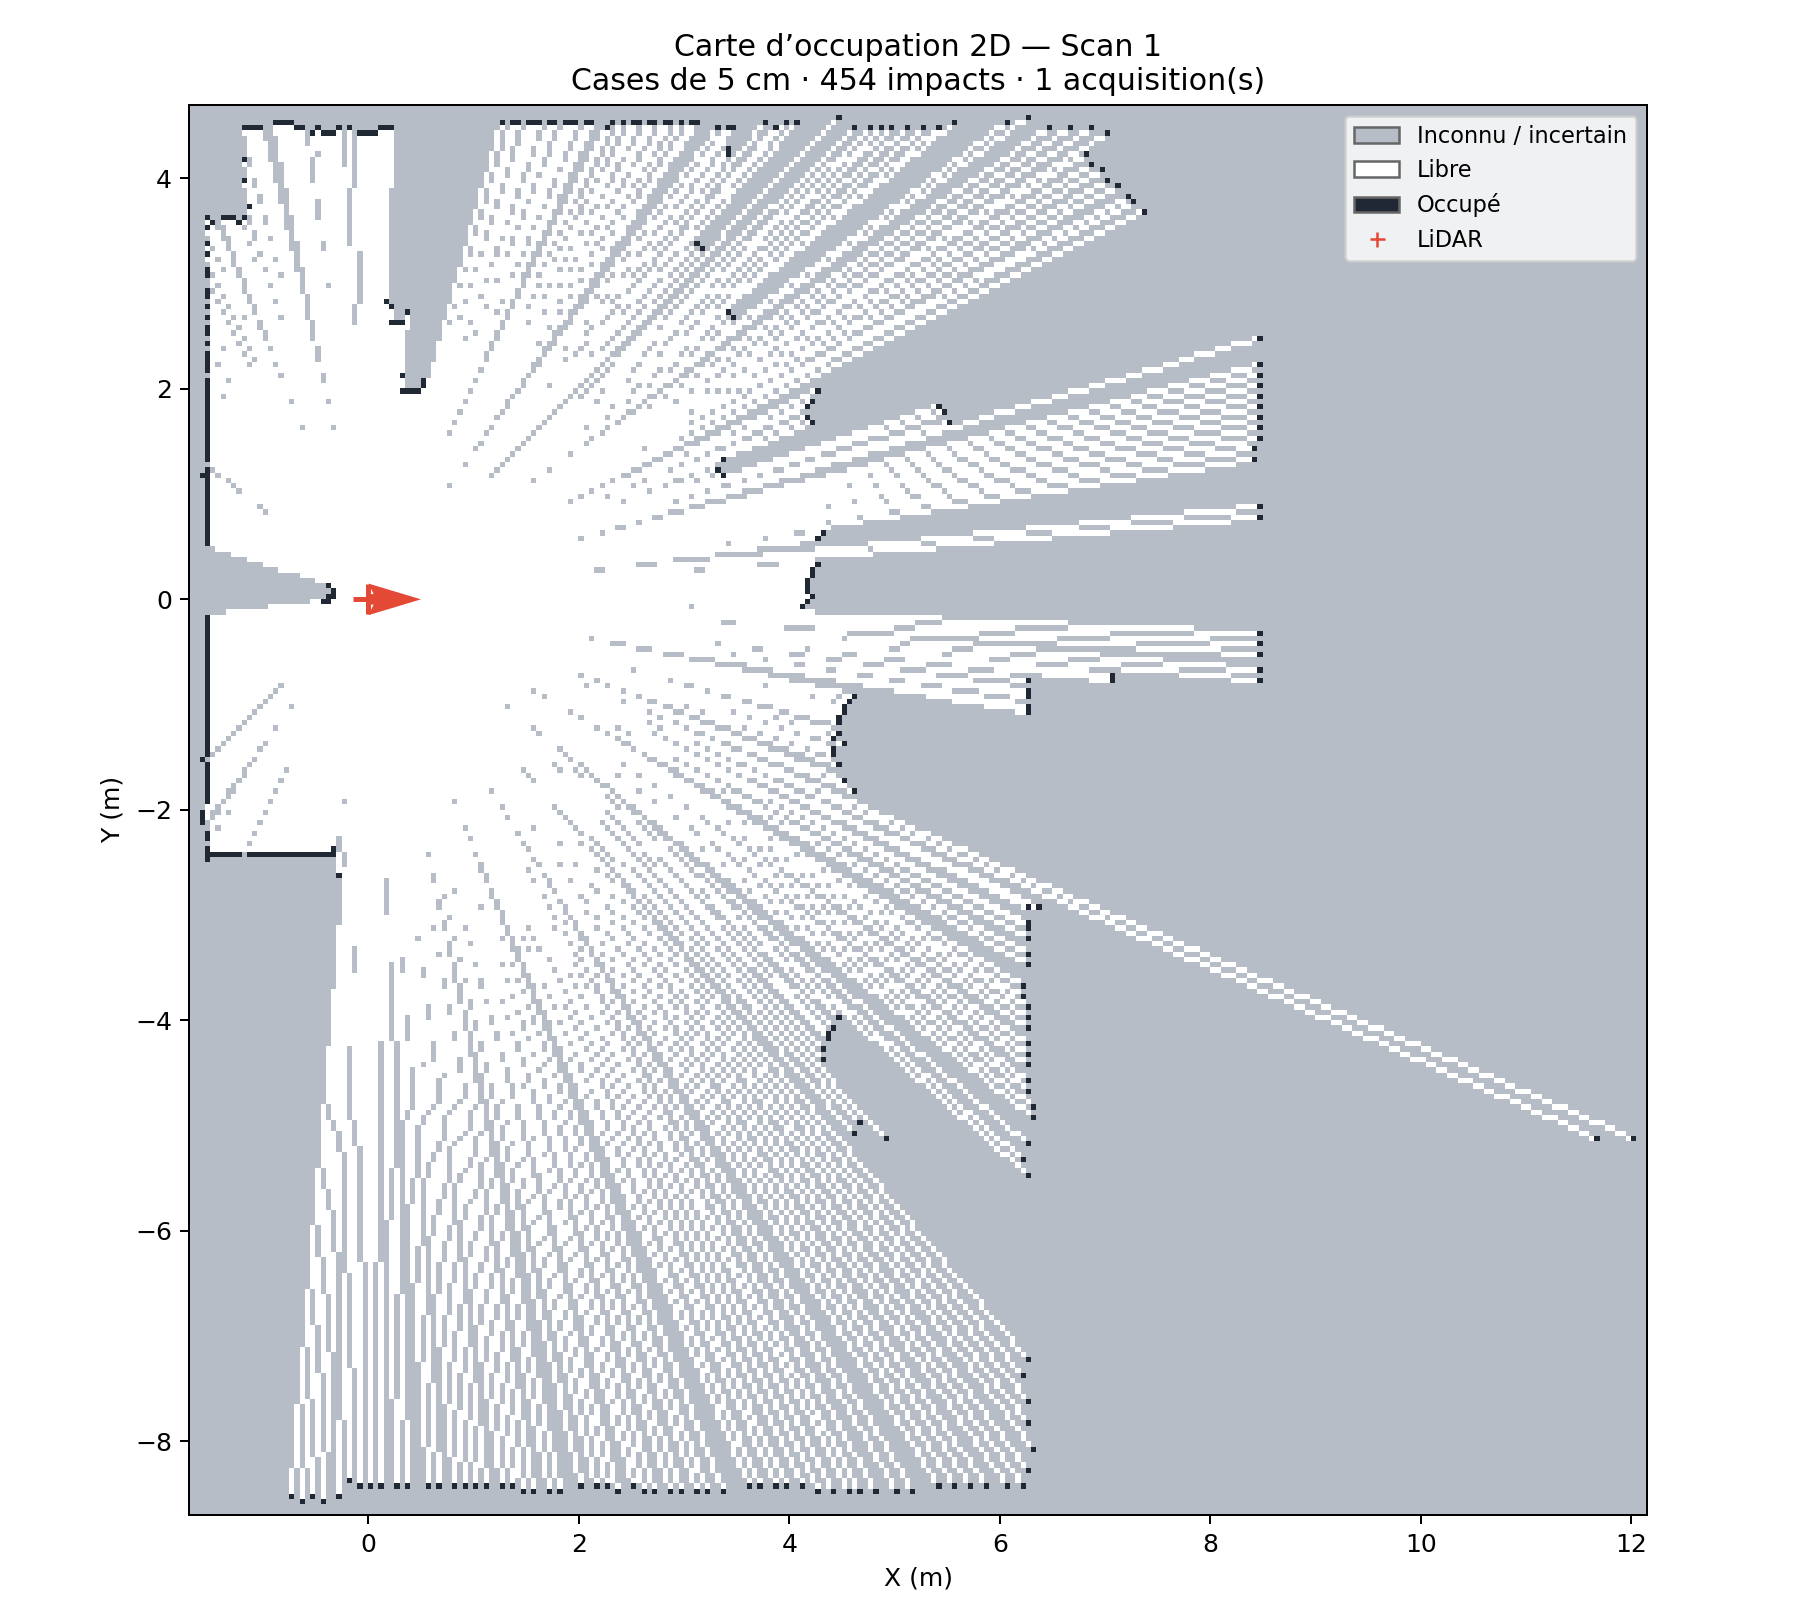 Carte d’occupation 2D — Scan 1
Cases de 5 cm · 454 impacts · 1 acquisition(s)
Inconnu / incertain
Libre
Occupé
LiDAR
4
2
0
−2
−4
−6
−8
Y (m)
0
2
4
6
8
10
12
X (m)